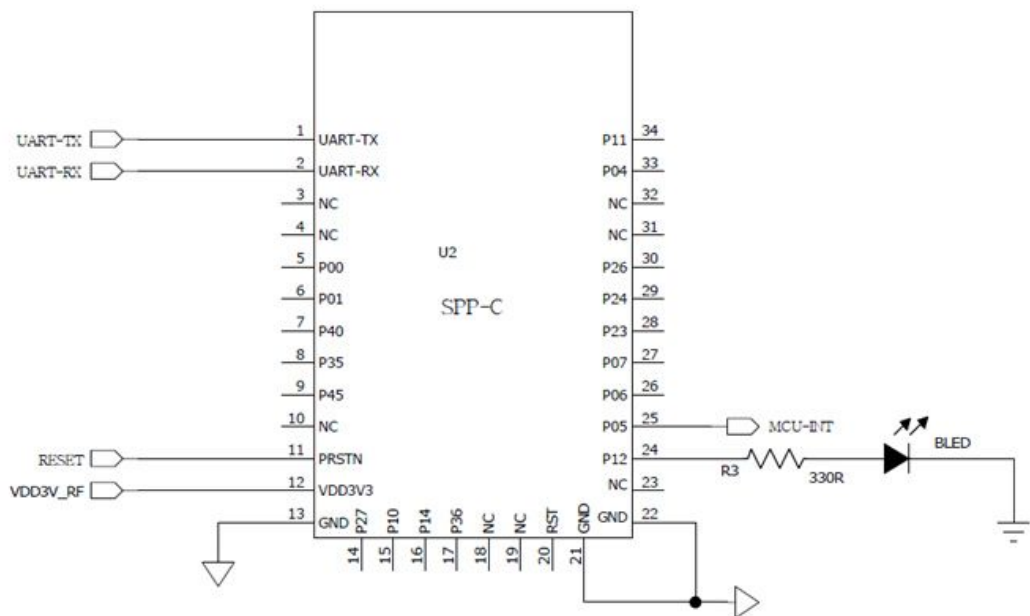 UART-TX 1 UART-TX P11 34
UART-RX 2 UART-RX P04 33
3 NC NC 32
4 NC NC 31
U2
5 P00 P26 30
6 P01 SPP-C P24 29
7 P40 P23 28
8 P35 P07 27
9 P45 P06 26
10 NC P05 25 MCU-INT
RESET 11 PRSTN P12 24 R3 330R BLED
VDD3V_RF 12 VDD3V3 NC 23
13 GND GND 22
P27 P10 P14 P36 NC NC RST GND
14 15 16 17 18 19 20 21